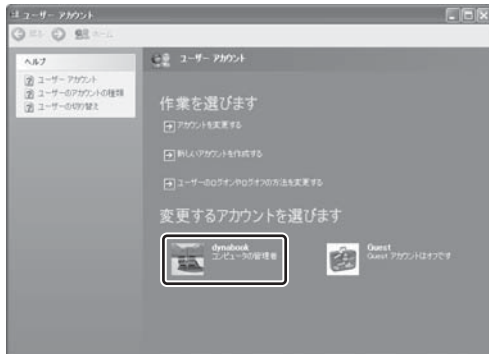 ユーザー アカウント
戻る
ホーム
ヘルプ
ユーザー アカウント
ユーザーのアカウントの種類
ユーザーの切り替え
ユーザー アカウント
作業を選びます
アカウントを変更する
新しいアカウントを作成する
ユーザーのログオンやログオフの方法を変更する
変更するアカウントを選びます
dynabook
コンピュータの管理者
Guest
Guest アカウントはオフです